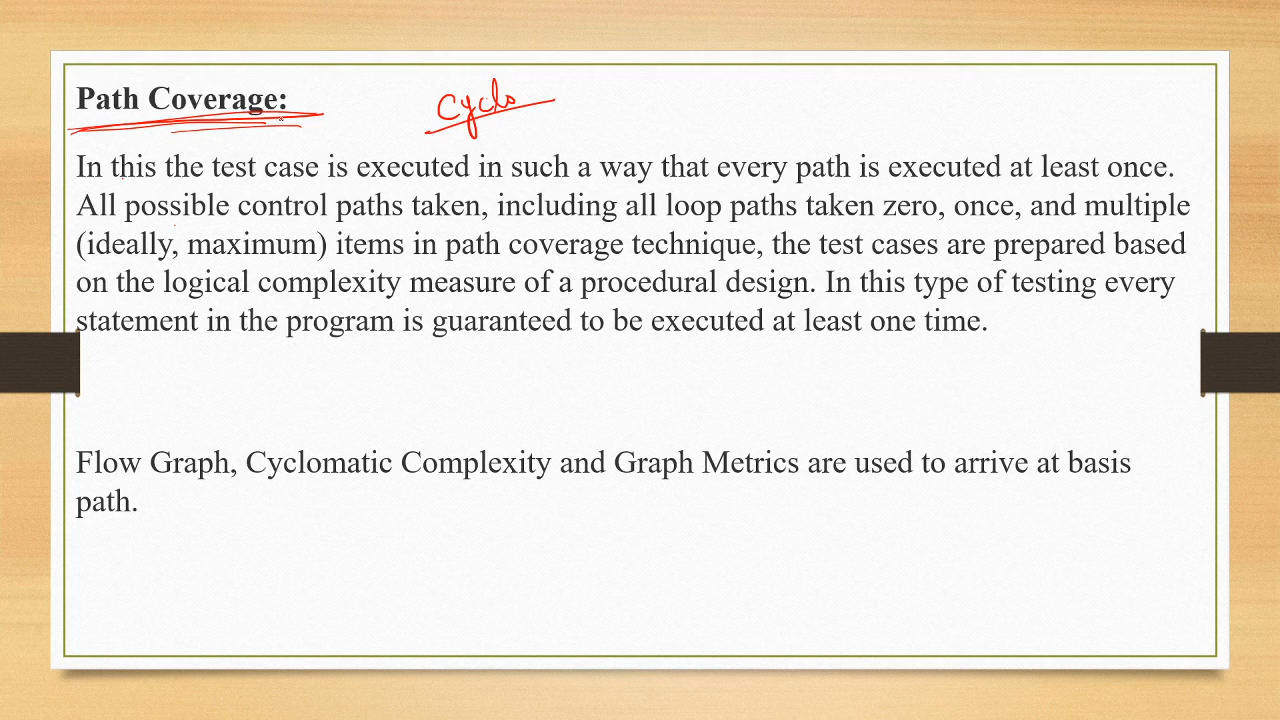 Path Coverage: Cyclo
In this the test case is executed in such a way that every path is executed at least once.
All possible control paths taken, including all loop paths taken zero, once, and multiple
(ideally, maximum) items in path coverage technique, the test cases are prepared based
on the logical complexity measure of a procedural design. In this type of testing every
statement in the program is guaranteed to be executed at least one time.
Flow Graph, Cyclomatic Complexity and Graph Metrics are used to arrive at basis
path.